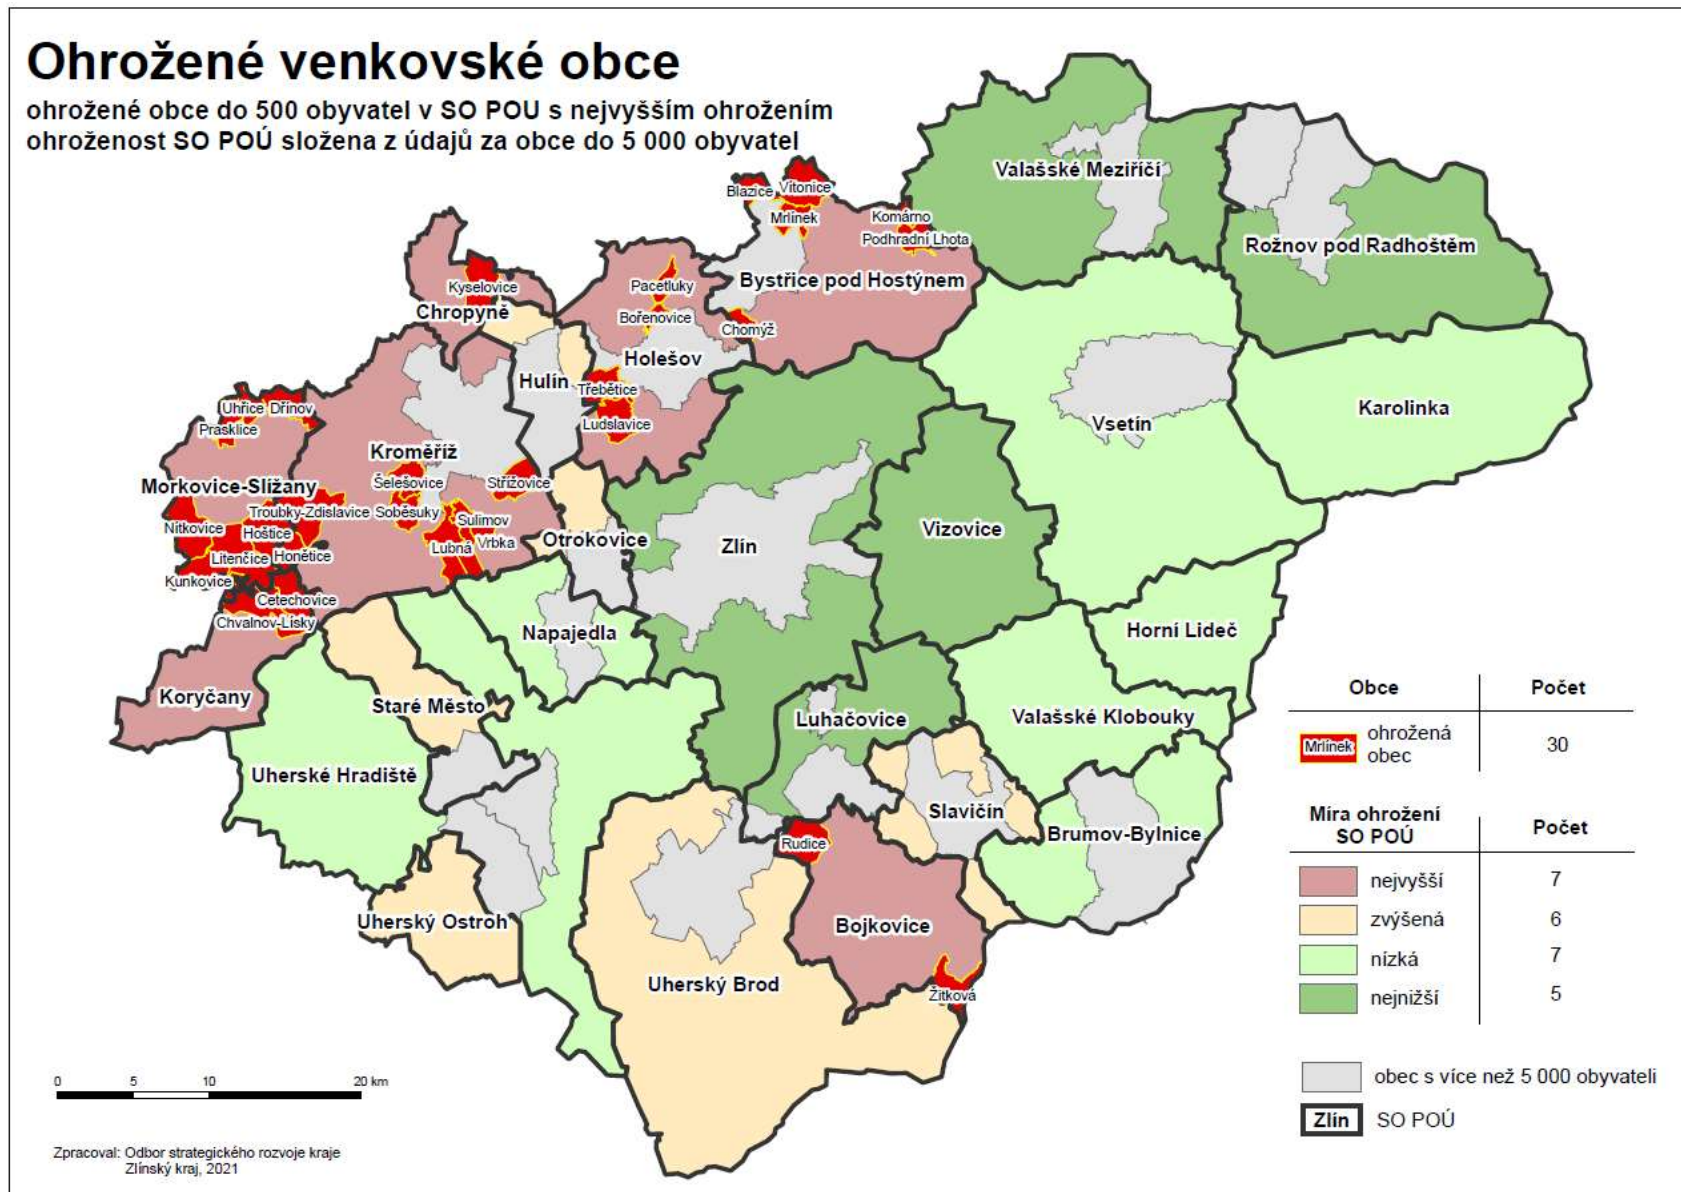 Ohrožené venkovské obce
ohrožené obce do 500 obyvatel v SO POU s nejvyšším ohrožením
ohroženost SO POÚ složena z údajů za obce do 5 000 obyvatel
Valašské Meziříčí
Blazice
Vítonice
Mrlínek
Komárno
Podhradní Lhota
Rožnov pod Radhoštěm
Kyselovice
Pacetluky
Bystřice pod Hostýnem
Chropyně
Bořenovice
Chomýž
Holešov
Hulín
Třebětice
Karolinka
Uhřice
Dřínov
Prasklice
Ludslavice
Vsetín
Kroměříž
Morkovice-Slížany
Šelešovice
Střížovice
Troubky-Zdislavice
Soběsuky
Sulimov
Nítkovice
Hoštice
Vrbka
Vizovice
Lubná
Otrokovice
Zlín
Litenčice
Honětice
Kunkovice
Cetechovice
Chvalnov-Lísky
Napajedla
Horní Lideč
Koryčany
Staré Město
Luhačovice
Valašské Klobouky
Uherské Hradiště
Slavičín
Brumov-Bylnice
Rudice
Uherský Ostroh
Bojkovice
Uherský Brod
Žítková
Obce Počet
Mrlínek
ohrožená
obec
30
Míra ohrožení
SO POÚ
Počet
nejvyšší 7
zvýšená 6
nízká 7
nejnižší 5
obec s více než 5 000 obyvateli
Zlín SO POÚ
0 5 10 20 km
Zpracoval: Odbor strategického rozvoje kraje
Zlínský kraj, 2021